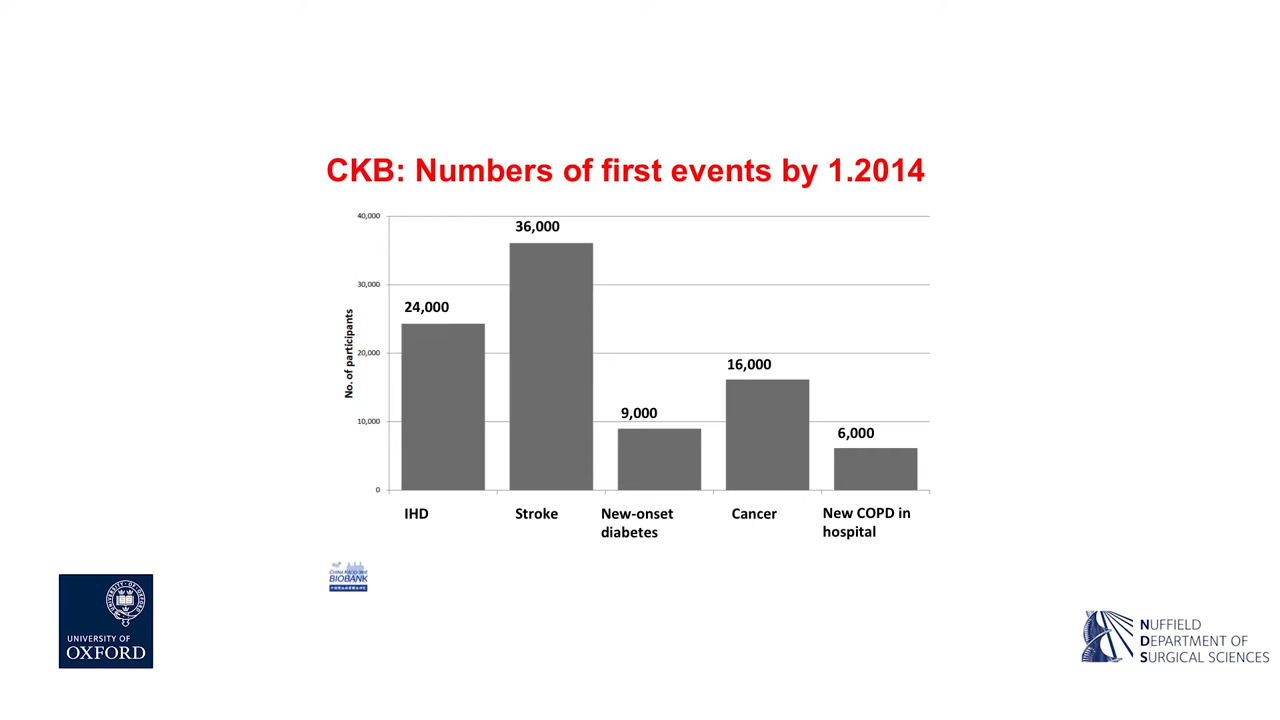 CKB: Numbers of first events by 1.2014
40,000
30,000
20,000
10,000
0
No. of participants
24,000
36,000
9,000
16,000
6,000
IHD
Stroke
New-onset
diabetes
Cancer
New COPD in
hospital
CHINA KADOORIE
BIOBANK
UNIVERSITY OF
OXFORD
NUFFIELD
DEPARTMENT OF
SURGICAL SCIENCES